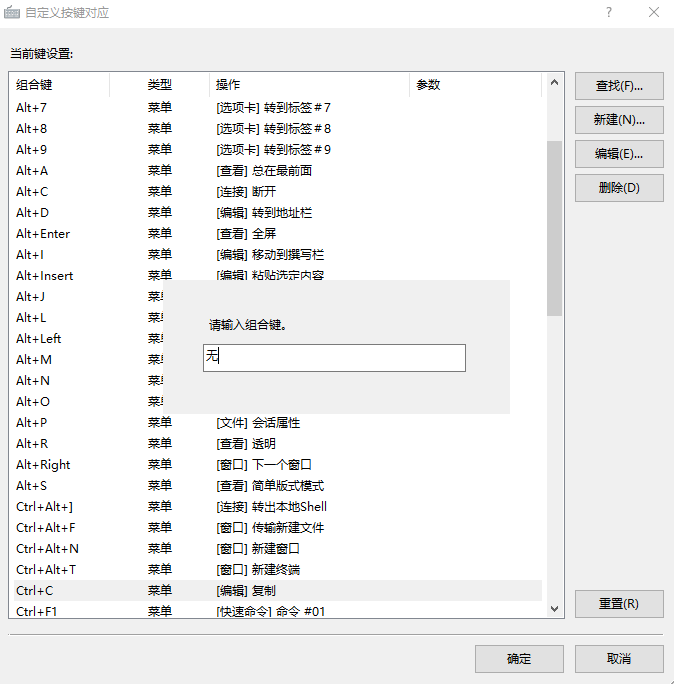 自定义按键对应
当前键设置:
组合键 类型 操作 参数
Alt+7 菜单 [选项卡] 转到标签#7
Alt+8 菜单 [选项卡] 转到标签#8
Alt+9 菜单 [选项卡] 转到标签#9
Alt+A 菜单 [查看] 总在最前面
Alt+C 菜单 [连接] 断开
Alt+D 菜单 [编辑] 转到地址栏
Alt+Enter 菜单 [查看] 全屏
Alt+I 菜单 [编辑] 移动到撰写栏
Alt+Insert 菜单 [编辑] 粘贴选定内容
Alt+J 菜
Alt+L 菜
Alt+Left 菜
Alt+M 菜
Alt+N 菜
Alt+O 菜
Alt+P 菜单 [文件] 会话属性
Alt+R 菜单 [查看] 透明
Alt+Right 菜单 [窗口] 下一个窗口
Alt+S 菜单 [查看] 简单版式模式
Ctrl+Alt+] 菜单 [连接] 转出本地Shell
Ctrl+Alt+F 菜单 [窗口] 传输新建文件
Ctrl+Alt+N 菜单 [窗口] 新建窗口
Ctrl+Alt+T 菜单 [窗口] 新建终端
Ctrl+C 菜单 [编辑] 复制
Ctrl+F1 菜单 [快速命令] 命令 #01
请输入组合键。
无
查找(F)...
新建(N)...
编辑(E)...
删除(D)
重置(R)
确定 取消